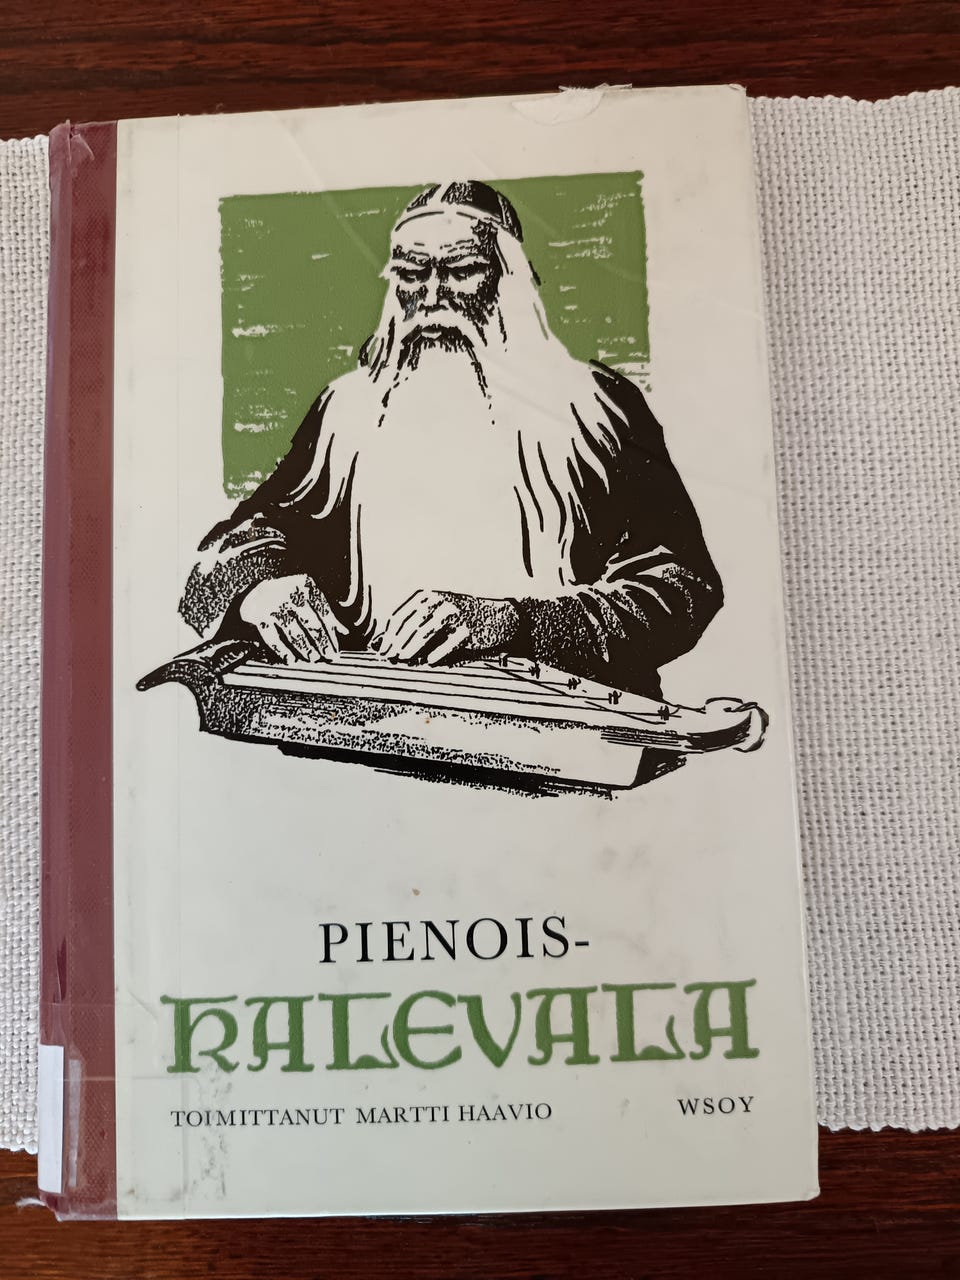 PIENOIS-
KALEVALA
TOIMITTANUT MARTTI HAAVIO WSOY